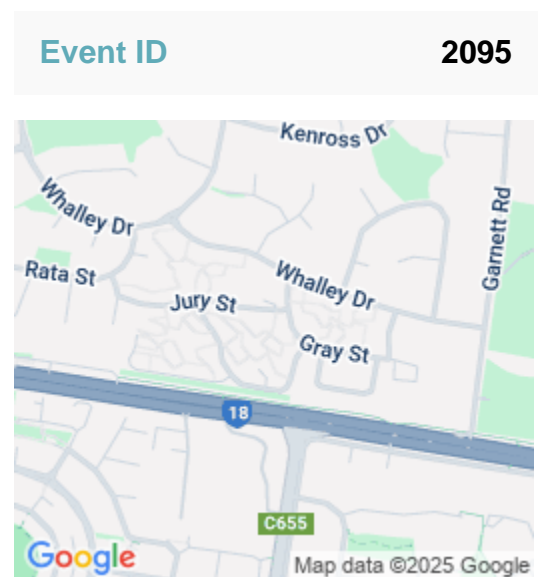 Event ID 2095
Kenross Dr
Whalley Dr
Garnett Rd
Rata St
Whalley Dr
Jury St
Gray St
18
C655
Google
Map data ©2025 Google